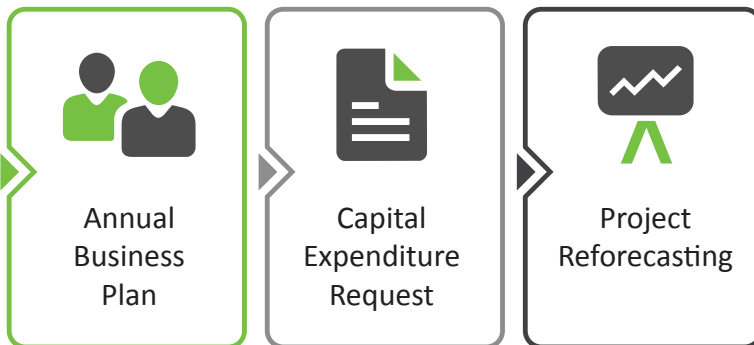 Annual
Business
Plan
Capital
Expenditure
Request
Project
Reforecasting